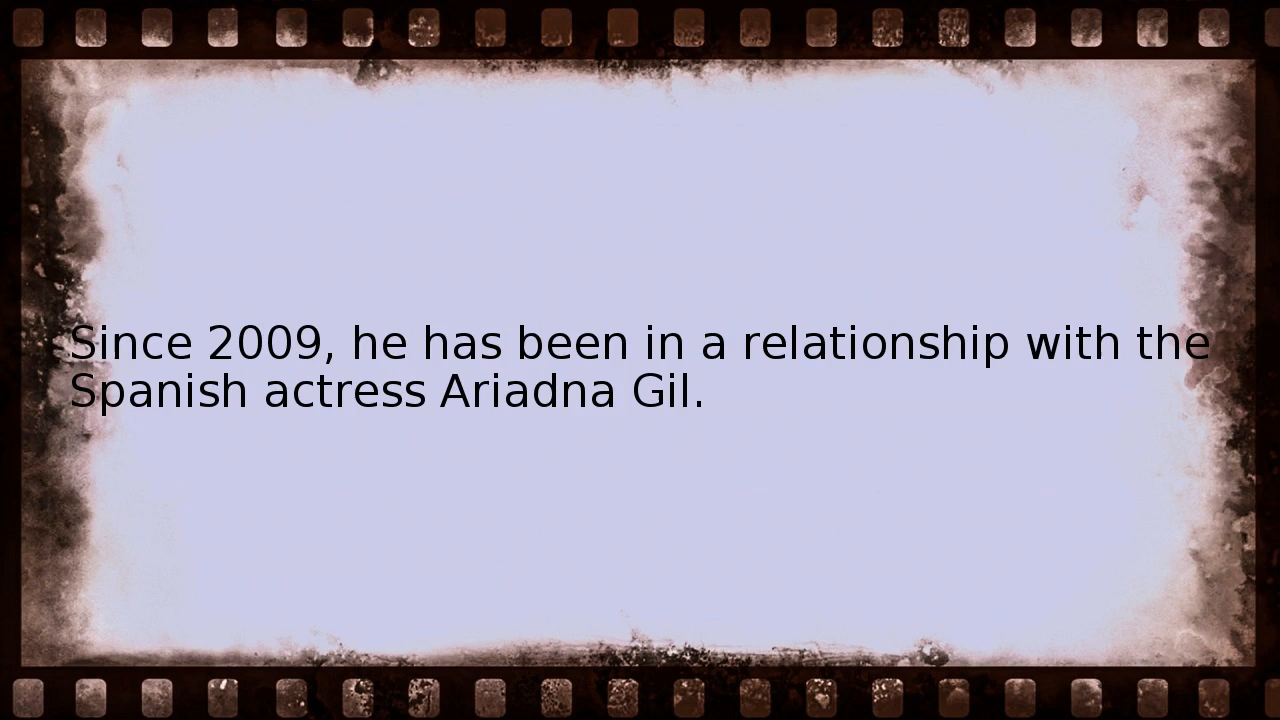 Since 2009, he has been in a relationship with the
Spanish actress Ariadna Gil.